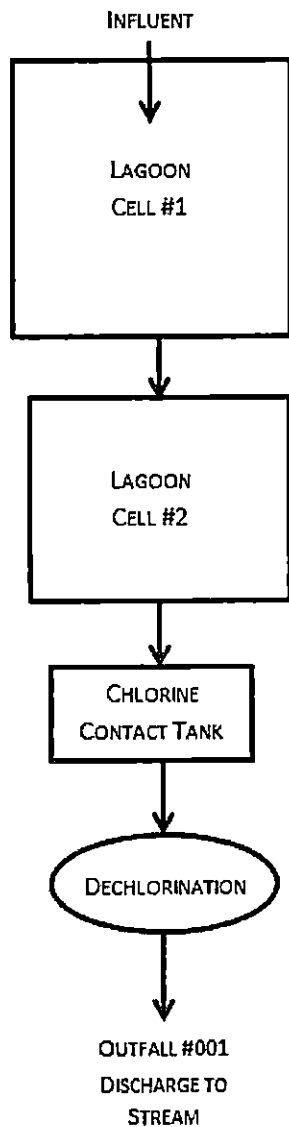 INFLUENT
LAGOON
CELL #1
LAGOON
CELL #2
CHLORINE
CONTACT TANK
DECHLORINATION
OUTFALL #001
DISCHARGE TO
STREAM